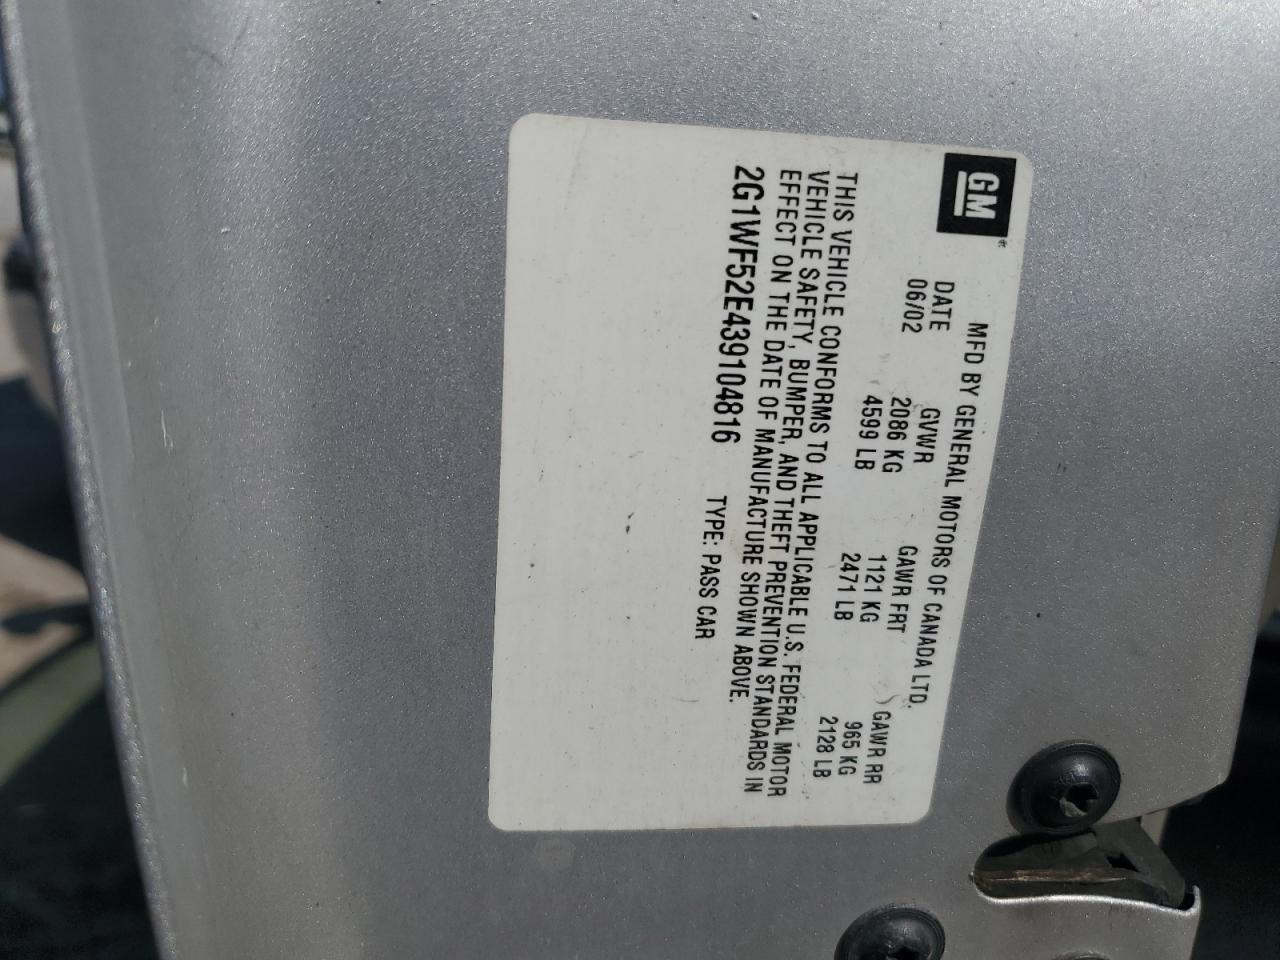 GM
MFD BY GENERAL MOTORS OF CANADA LTD.
DATE GVWR GAWR FRT GAWR RR
06/02 2086 KG 1121 KG 965 KG
4599 LB 2471 LB 2128 LB
THIS VEHICLE CONFORMS TO ALL APPLICABLE U.S. FEDERAL MOTOR
VEHICLE SAFETY, BUMPER, AND THEFT PREVENTION STANDARDS IN
EFFECT ON THE DATE OF MANUFACTURE SHOWN ABOVE.
2G1WF52E439104816 TYPE: PASS CAR